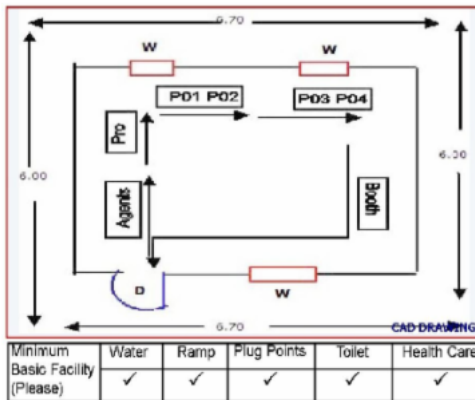 6.70
W W
P01 P02 P03 P04
Pro
6.00 6.00
Agents Booth
D
W
6.70 CAD DRAWING
Minimum Basic Facility (Please) Water Ramp Plug Points Toilet Health Care
✓ ✓ ✓ ✓ ✓